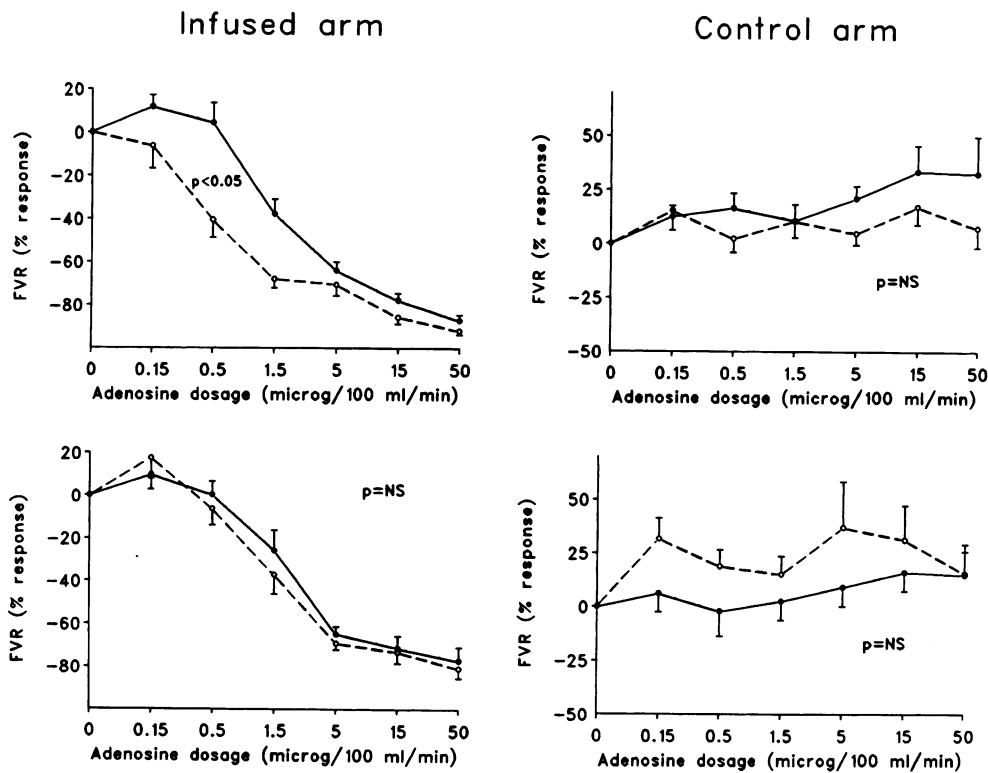 Infused arm
Control arm
FVR (% response)
20
0
−20
−40
−60
−80
p<0.05
0 0.15 0.5 1.5 5 15 50
Adenosine dosage (microg/100 ml/min)
FVR (% response)
50
25
0
−25
−50
p=NS
0 0.15 0.5 1.5 5 15 50
Adenosine dosage (microg/100 ml/min)
FVR (% response)
20
0
−20
−40
−60
−80
p=NS
0 0.15 0.5 1.5 5 15 50
Adenosine dosage (microg/100 ml/min)
FVR (% response)
50
25
0
−25
−50
p=NS
0 0.15 0.5 1.5 5 15 50
Adenosine dosage (microg/100 ml/min)